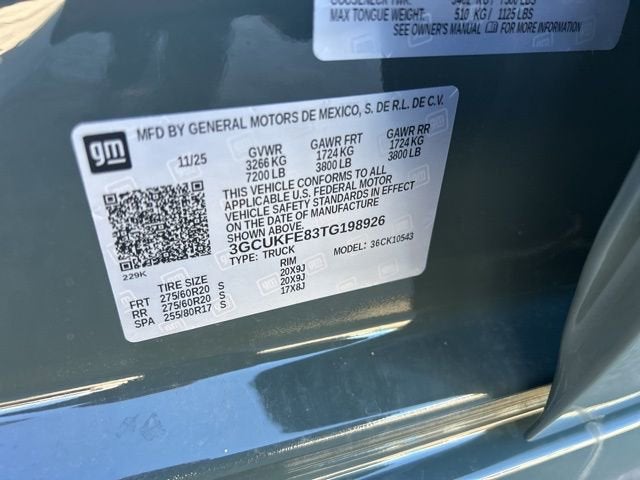 MAX TONGUE WEIGHT: 510 KG / 1125 LBS
SEE OWNER'S MANUAL FOR MORE INFORMATION
gm
MFD BY GENERAL MOTORS DE MEXICO, S. DE R.L. DE C.V.
11/25 GVWR GAWR FRT GAWR RR
3266 KG 1724 KG 1724 KG
7200 LB 3800 LB 3800 LB
THIS VEHICLE CONFORMS TO ALL
APPLICABLE U.S. FEDERAL MOTOR
VEHICLE SAFETY STANDARDS IN EFFECT
ON THE DATE OF MANUFACTURE
SHOWN ABOVE.
3GCUKFE83TG198926
TYPE: TRUCK MODEL: 36CK10543
229K
TIRE SIZE RIM
FRT 275/60R20 S 20X9J
RR 275/60R20 S 20X9J
SPA 255/80R17 S 17X8J